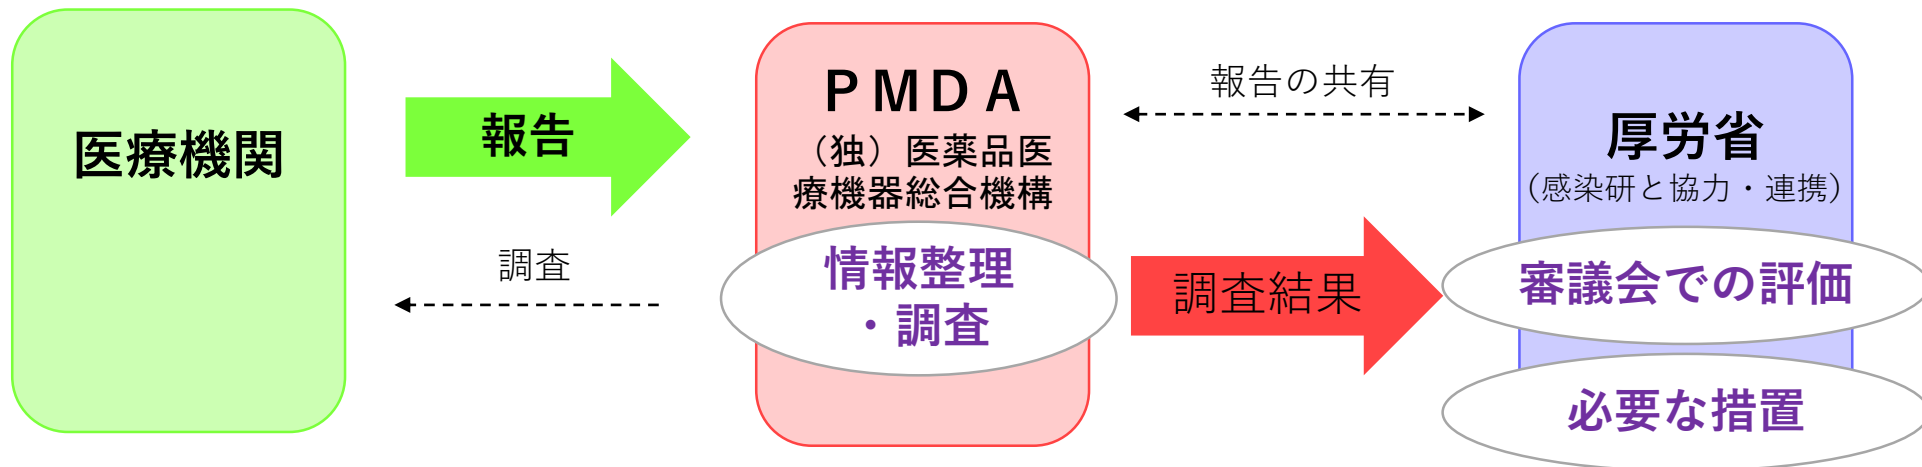 医療機関
報告
調査
ＰＭＤＡ
（独）医薬品医
療機器総合機構
情報整理
・調査
報告の共有
調査結果
厚労省
（感染研と協力・連携）
審議会での評価
必要な措置